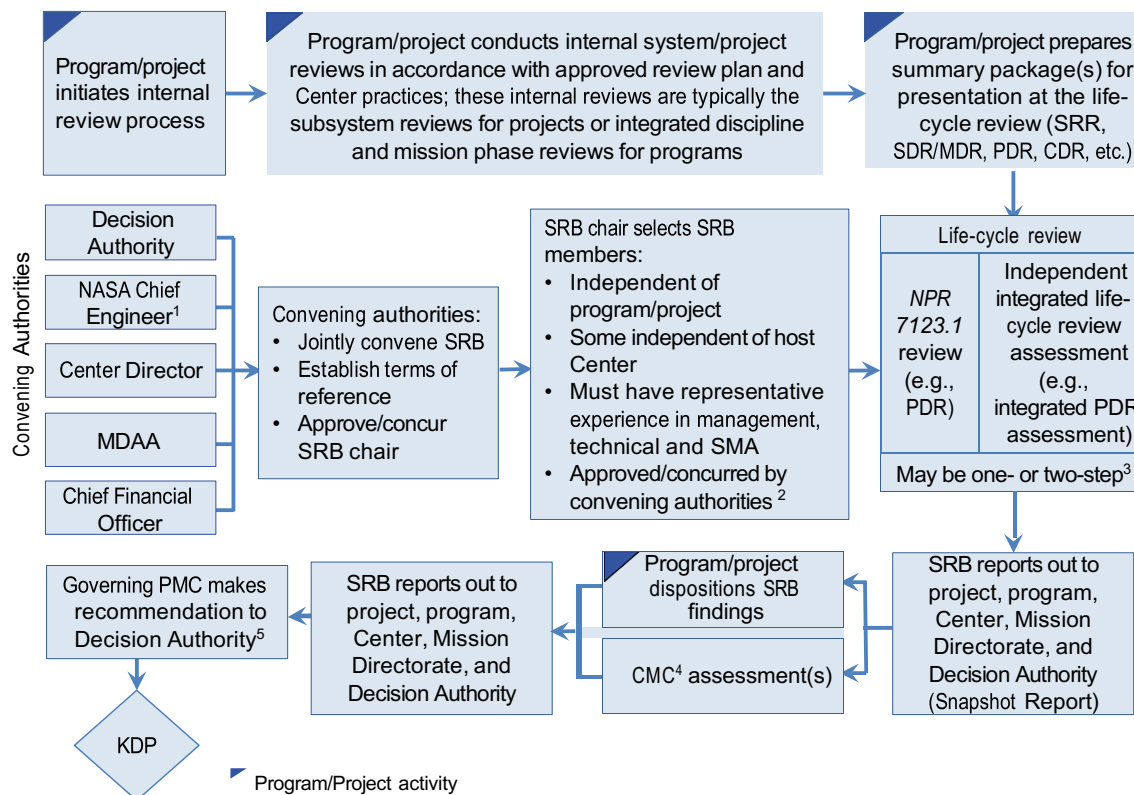 Program/project
initiates internal
review process
Program/project conducts internal system/project
reviews in accordance with approved review plan and
Center practices; these internal reviews are typically the
subsystem reviews for projects or integrated discipline
and mission phase reviews for programs
Program/project prepares
summary package(s) for
presentation at the life-
cycle review (SRR,
SDR/MDR, PDR, CDR, etc.)
Convening Authorities
Decision
Authority
NASA Chief
Engineer¹
Center Director
MDAA
Chief Financial
Officer
Convening authorities:
• Jointly convene SRB
• Establish terms of
reference
• Approve/concur
SRB chair
SRB chair selects SRB
members:
• Independent of
program/project
• Some independent of host
Center
• Must have representative
experience in management,
technical and SMA
• Approved/concurred by
convening authorities ²
Life-cycle review
NPR
7123.1
review
(e.g.,
PDR)
Independent
integrated life-
cycle review
assessment
(e.g.,
integrated PDR
assessment)
May be one- or two-step³
SRB reports out to
project, program,
Center, Mission
Directorate, and
Decision Authority
(Snapshot Report)
Program/project
dispositions SRB
findings
CMC⁴ assessment(s)
SRB reports out to
project, program,
Center, Mission
Directorate, and
Decision Authority
Governing PMC makes
recommendation to
Decision Authority⁵
KDP
Program/Project activity